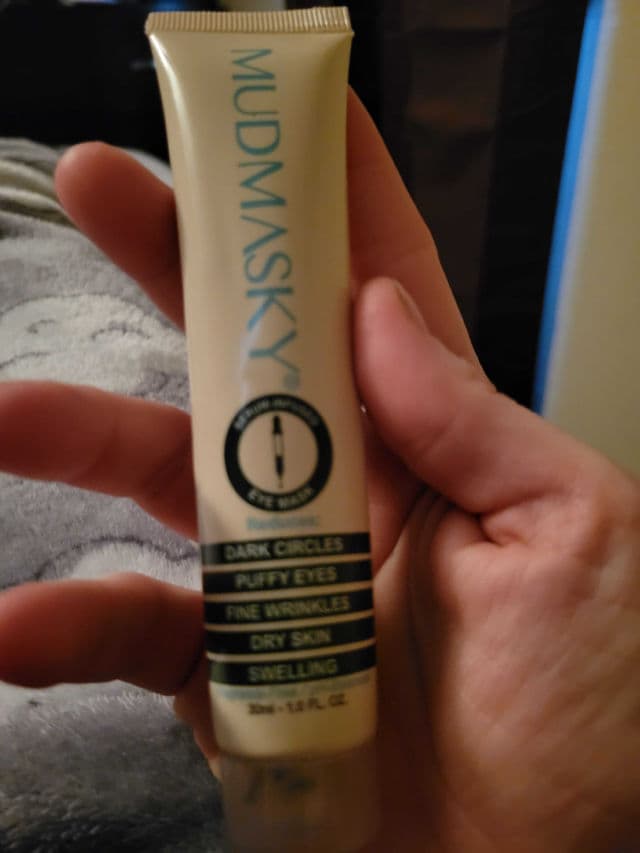 MUDMASKY®
SERUM-INFUSED
EYE MASK
Reduces:
DARK CIRCLES
PUFFY EYES
FINE WRINKLES
DRY SKIN
SWELLING
30ml - 1.0 FL. OZ.